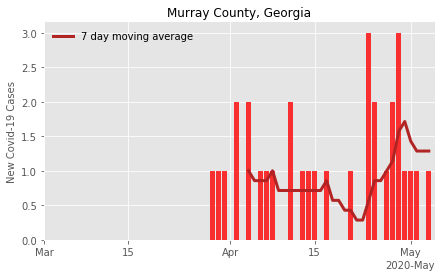 Murray County, Georgia
7 day moving average
New Covid-19 Cases
3.0
2.5
2.0
1.5
1.0
0.5
0.0
Mar 15 Apr 15 May
2020-May